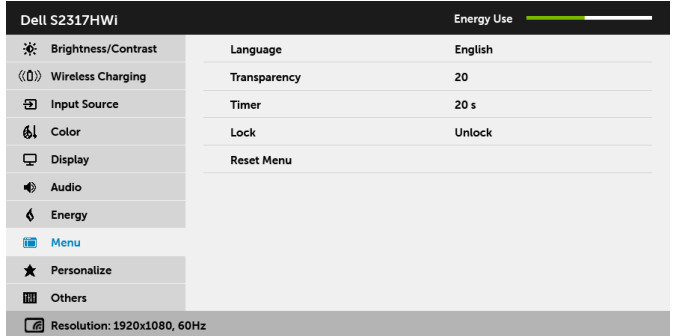 Dell S2317HWi Energy Use
Brightness/Contrast Language English
Wireless Charging Transparency 20
Input Source Timer 20 s
Color Lock Unlock
Display Reset Menu
Audio
Energy
Menu
Personalize
Others
Resolution: 1920x1080, 60Hz